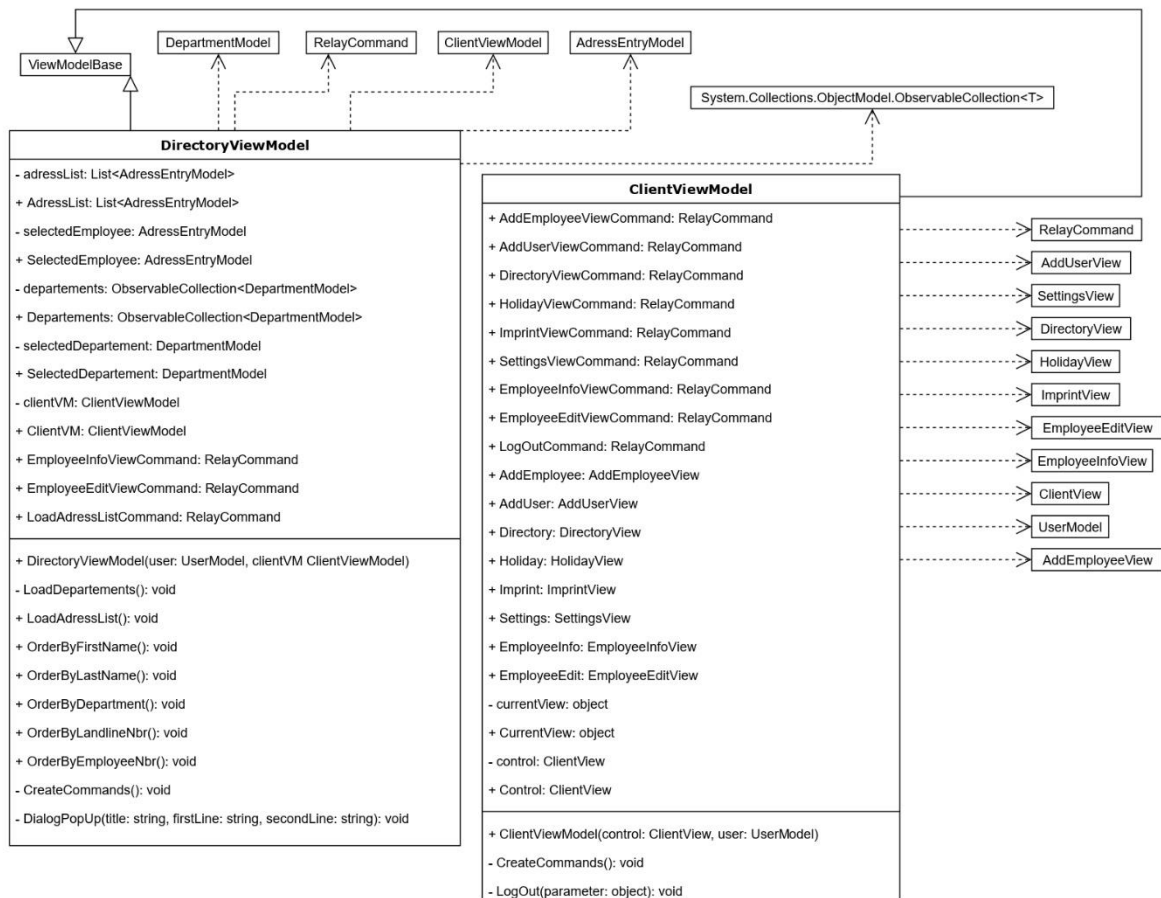 DepartmentModel
RelayCommand
ClientViewModel
AdressEntryModel
ViewModelBase
System.Collections.ObjectModel.ObservableCollection<T>
DirectoryViewModel
- adressList: List<AdressEntryModel>
+ AdressList: List<AdressEntryModel>
- selectedEmployee: AdressEntryModel
+ SelectedEmployee: AdressEntryModel
- departements: ObservableCollection<DepartmentModel>
+ Departements: ObservableCollection<DepartmentModel>
- selectedDepartement: DepartmentModel
+ SelectedDepartement: DepartmentModel
- clientVM: ClientViewModel
+ ClientVM: ClientViewModel
+ EmployeeInfoViewCommand: RelayCommand
+ EmployeeEditViewCommand: RelayCommand
+ LoadAdressListCommand: RelayCommand
+ DirectoryViewModel(user: UserModel, clientVM ClientViewModel)
- LoadDepartements(): void
+ LoadAdressList(): void
+ OrderByFirstName(): void
+ OrderByLastName(): void
+ OrderByDepartment(): void
+ OrderByLandlineNbr(): void
+ OrderByEmployeeNbr(): void
- CreateCommands(): void
- DialogPopUp(title: string, firstLine: string, secondLine: string): void
ClientViewModel
+ AddEmployeeViewCommand: RelayCommand
+ AddUserViewCommand: RelayCommand
+ DirectoryViewCommand: RelayCommand
+ HolidayViewCommand: RelayCommand
+ ImprintViewCommand: RelayCommand
+ SettingsViewCommand: RelayCommand
+ EmployeeInfoViewCommand: RelayCommand
+ EmployeeEditViewCommand: RelayCommand
+ LogOutCommand: RelayCommand
+ AddEmployee: AddEmployeeView
+ AddUser: AddUserView
+ Directory: DirectoryView
+ Holiday: HolidayView
+ Imprint: ImprintView
+ Settings: SettingsView
+ EmployeeInfo: EmployeeInfoView
+ EmployeeEdit: EmployeeEditView
- currentView: object
+ CurrentView: object
- control: ClientView
+ Control: ClientView
+ ClientViewModel(control: ClientView, user: UserModel)
- CreateCommands(): void
- LogOut(parameter: object): void
RelayCommand
AddUserView
SettingsView
DirectoryView
HolidayView
ImprintView
EmployeeEditView
EmployeeInfoView
ClientView
UserModel
AddEmployeeView